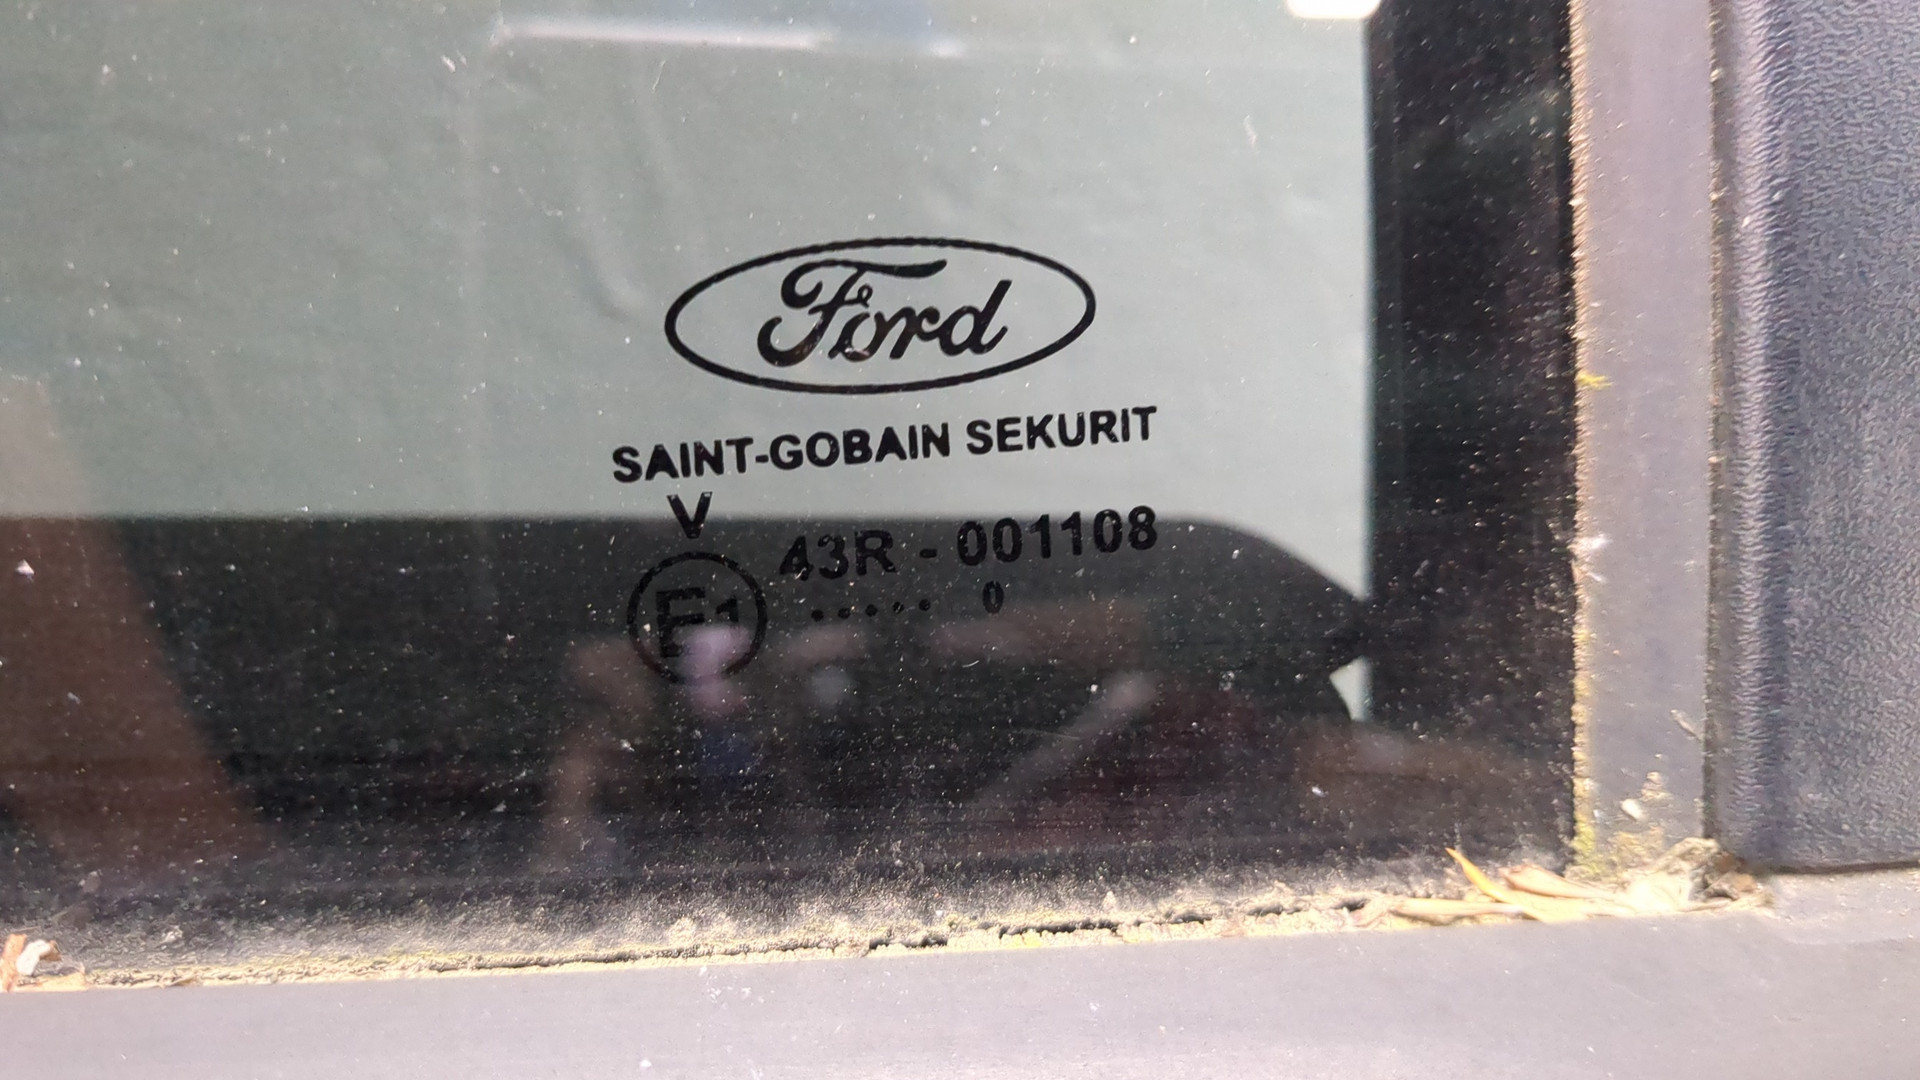 Ford
SAINT-GOBAIN SEKURIT
V
43R - 001108
E1
..... 0